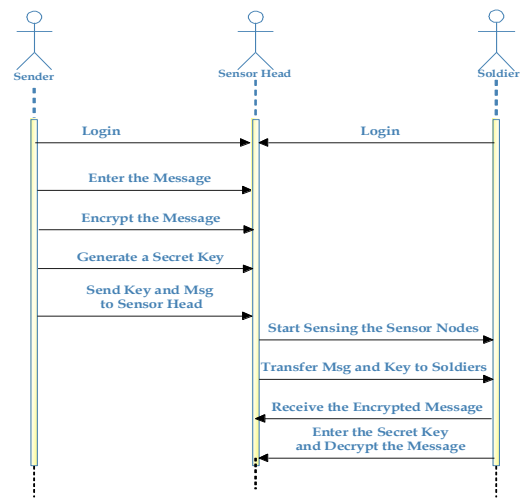 Sender
Sensor Head
Soldier
Login
Login
Enter the Message
Encrypt the Message
Generate a Secret Key
Send Key and Msg
to Sensor Head
Start Sensing the Sensor Nodes
Transfer Msg and Key to Soldiers
Receive the Encrypted Message
Enter the Secret Key
and Decrypt the Message